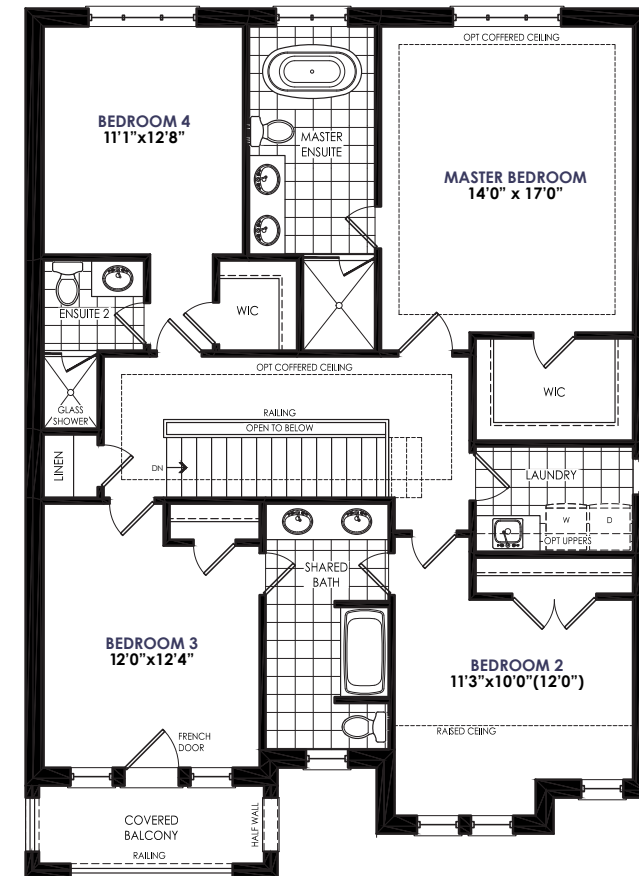 OPT COFFERED CEILING
BEDROOM 4
11'1"x12'8"
MASTER
ENSUITE
MASTER BEDROOM
14'0" x 17'0"
ENSUITE 2
WIC
OPT COFFERED CEILING
WIC
GLASS
SHOWER
RAILING
OPEN TO BELOW
LINEN
DN
LAUNDRY
W
D
OPT UPPERS
SHARED
BATH
BEDROOM 3
12'0"x12'4"
BEDROOM 2
11'3"x10'0"(12'0")
RAISED CEIING
FRENCH
DOOR
COVERED
BALCONY
HALF WALL
RAILING